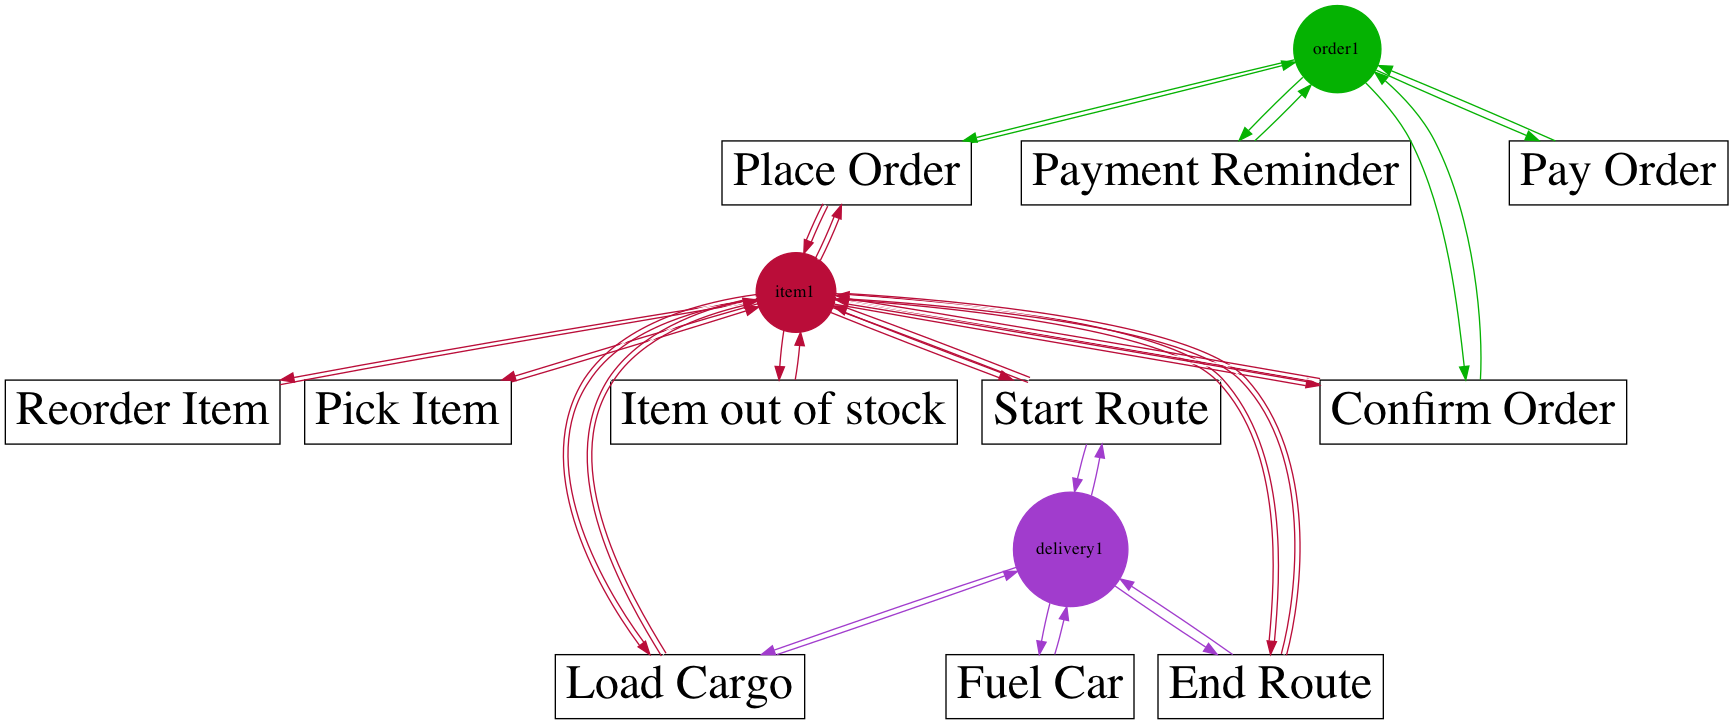 order1
Place Order
Payment Reminder
Pay Order
item1
Reorder Item
Pick Item
Item out of stock
Start Route
Confirm Order
delivery1
Load Cargo
Fuel Car
End Route